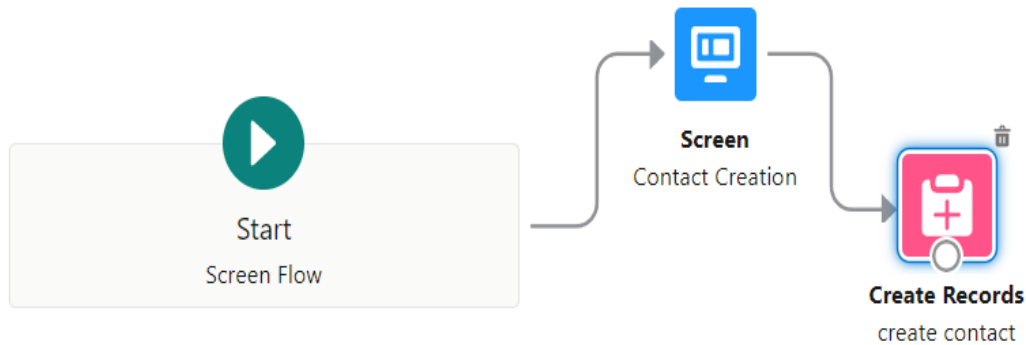 Start
Screen Flow
Screen
Contact Creation
Create Records
create contact